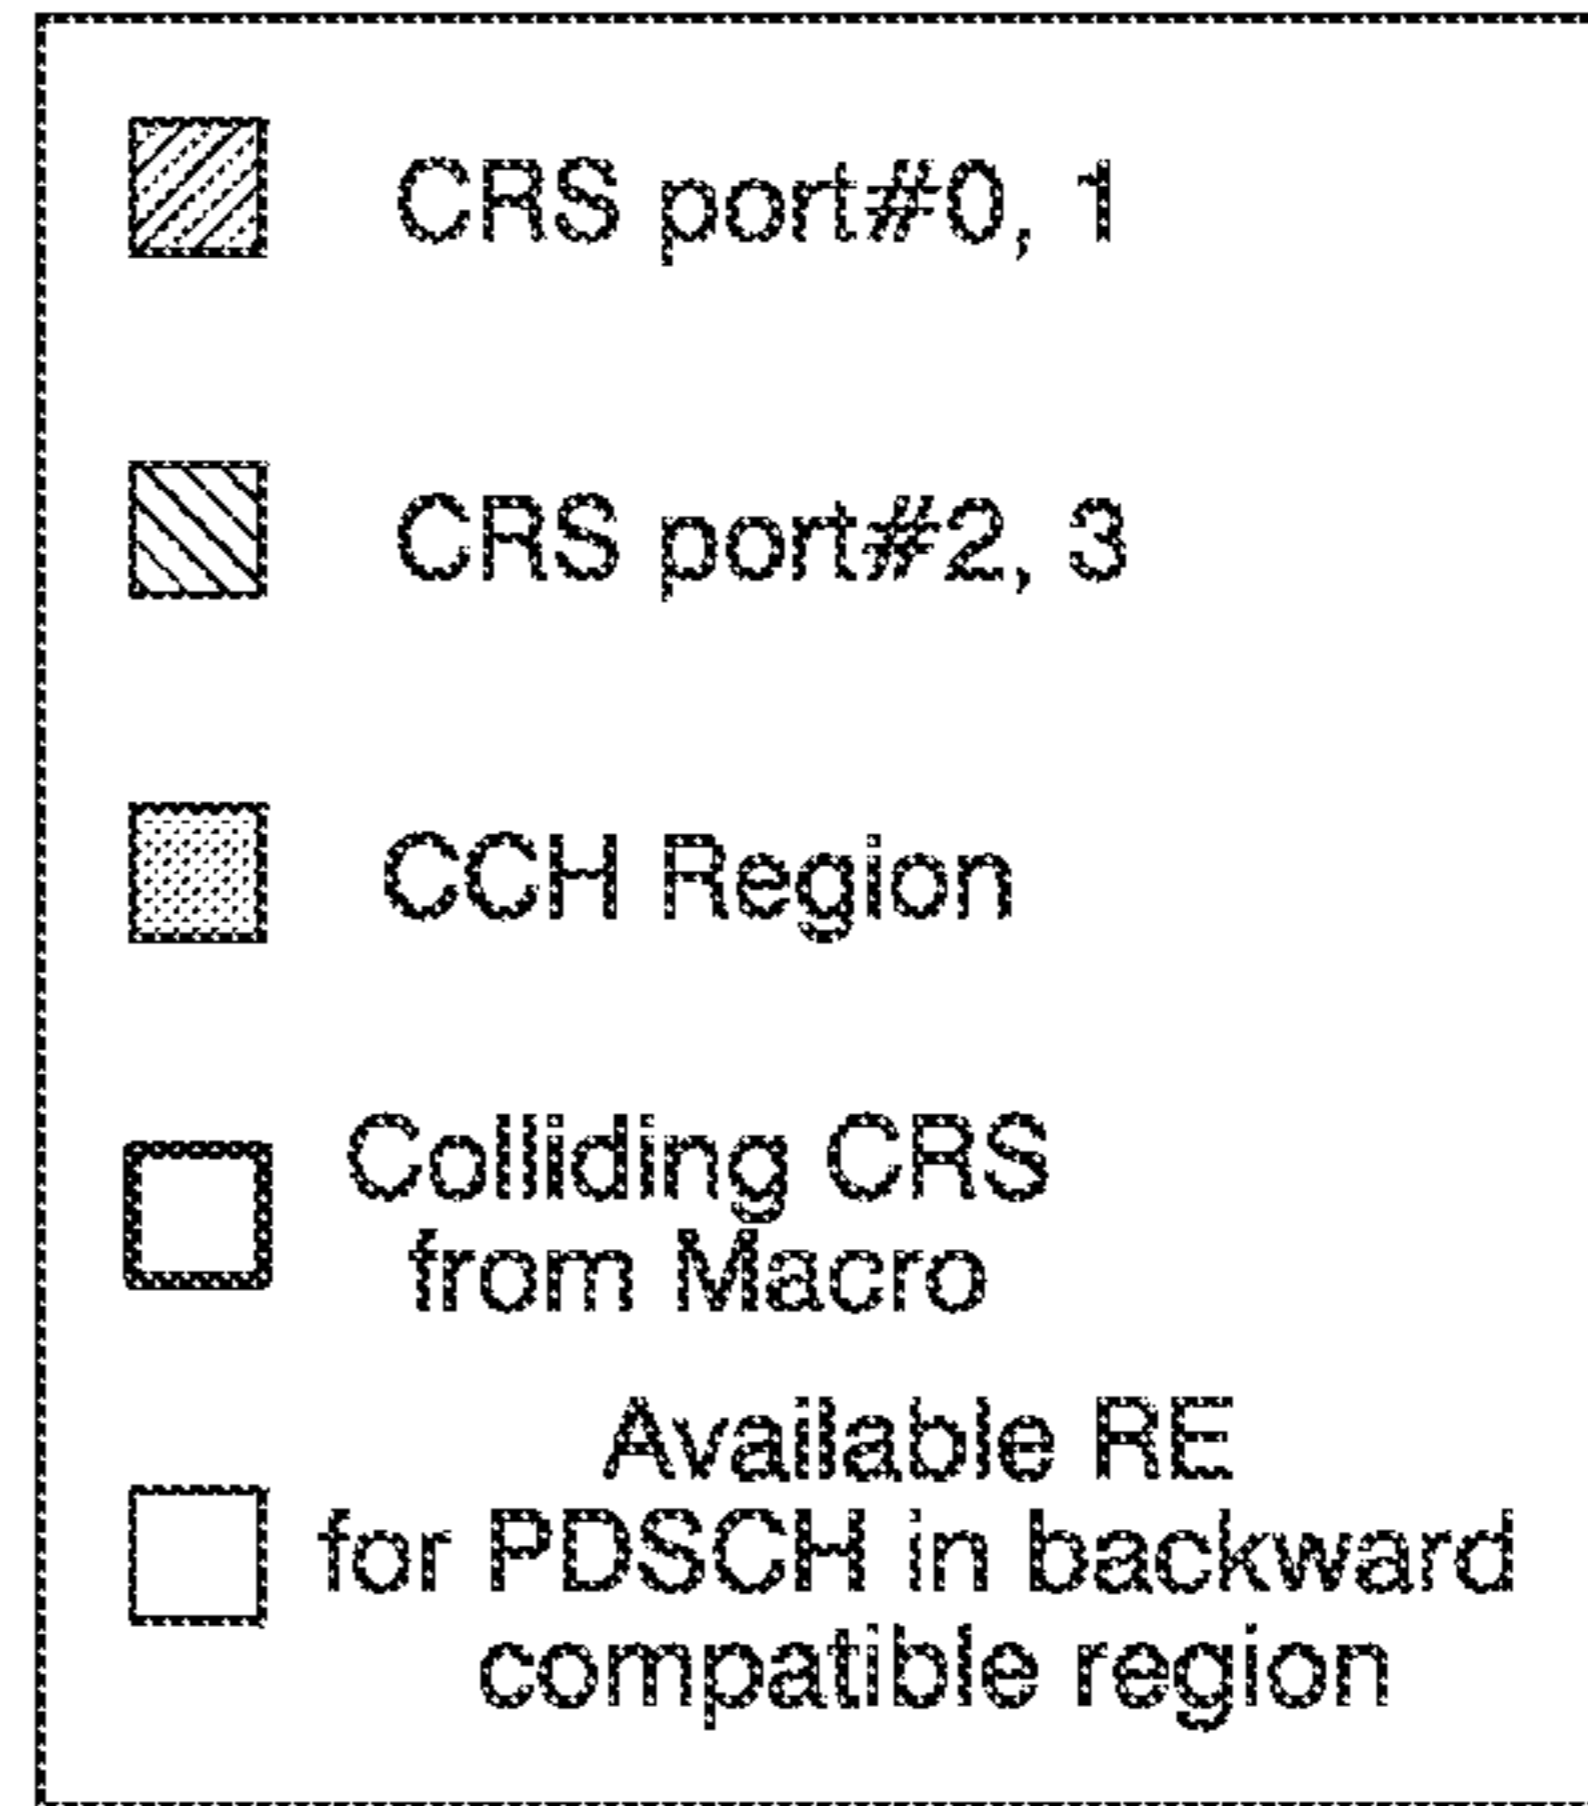 CRS port#0, 1
CRS port#2, 3
CCH Region
Colliding CRS
from Macro
Available RE
for PDSCH in backward
compatible region